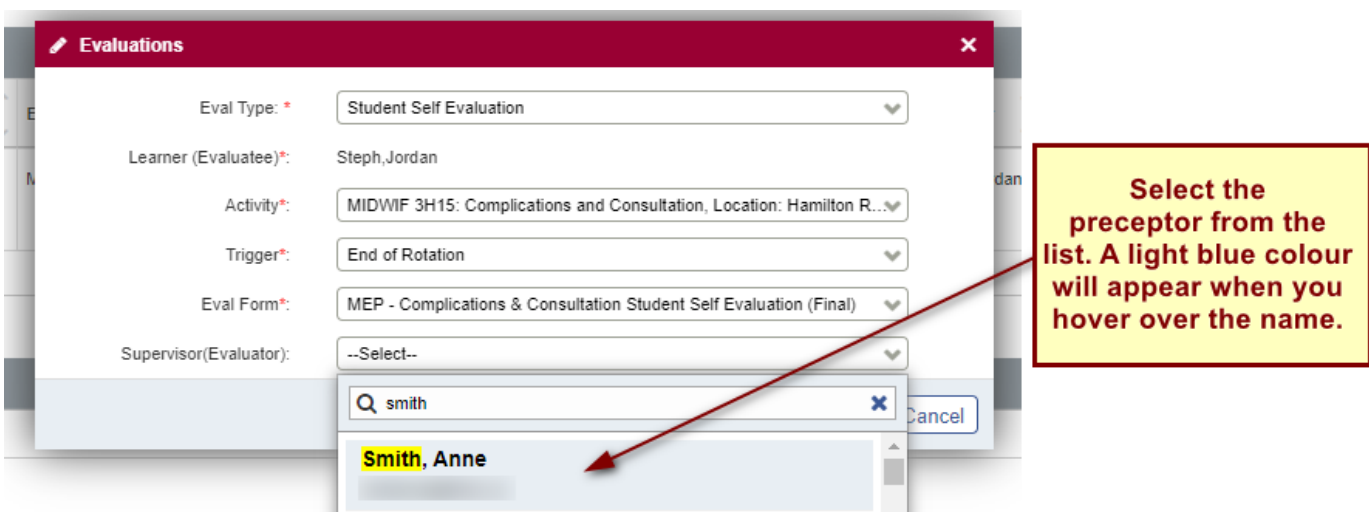 Evaluations
Eval Type: * Student Self Evaluation
Learner (Evaluatee)*: Steph,Jordan
Activity*: MIDWIF 3H15: Complications and Consultation, Location: Hamilton R...
Trigger*: End of Rotation
Eval Form*: MEP - Complications & Consultation Student Self Evaluation (Final)
Supervisor(Evaluator): --Select--
smith
Cancel
Smith, Anne
dan
Select the
preceptor from the
list. A light blue colour
will appear when you
hover over the name.